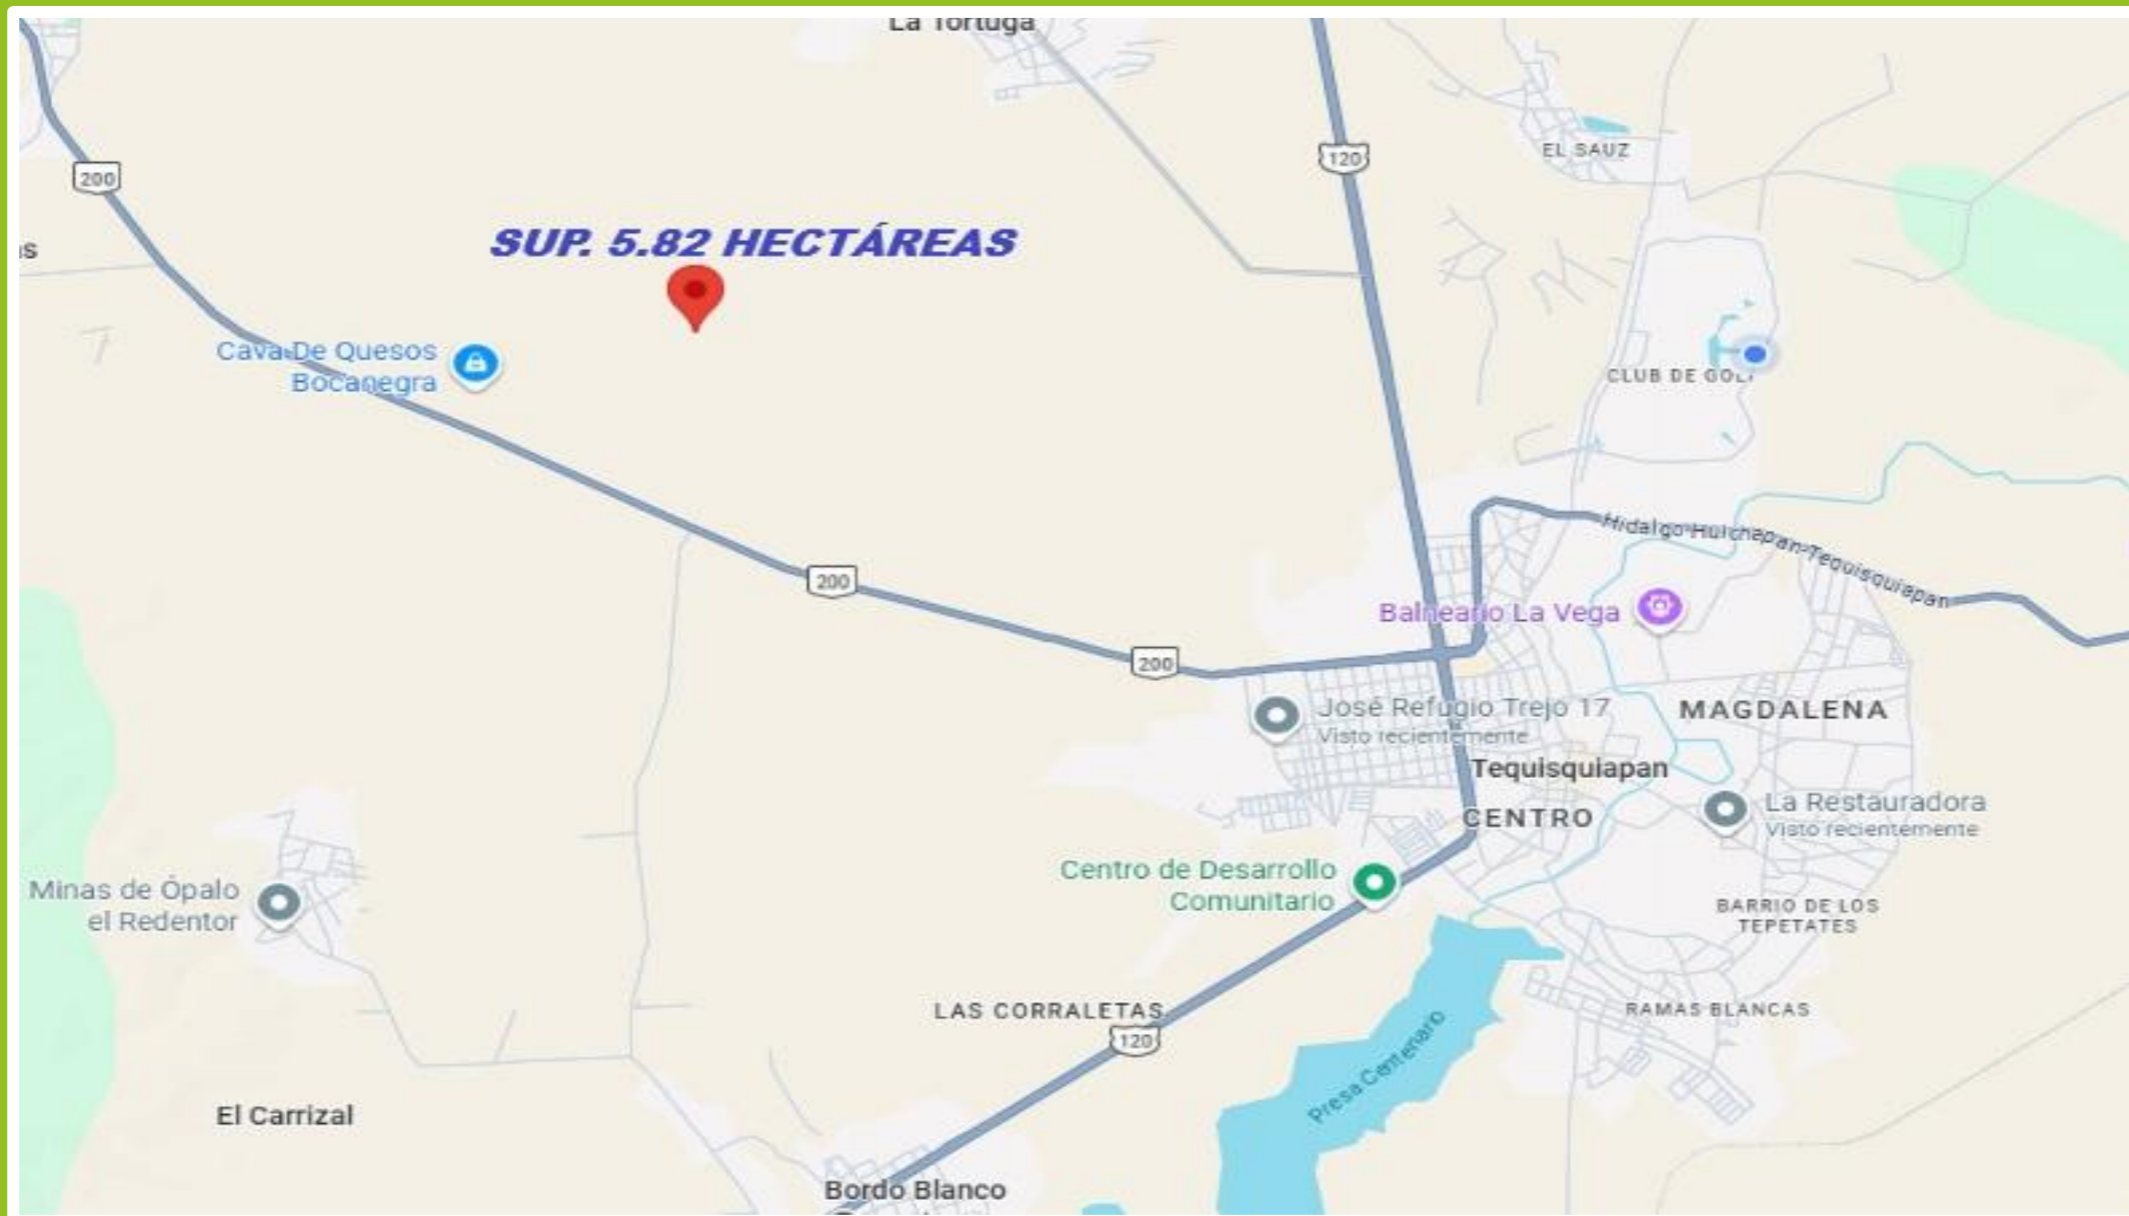 La Tortuga
120
EL SAUZ
200
SUP. 5.82 HECTÁREAS
Cava De Quesos
Bocanegra
CLUB DE GOLF
Hidalgo-Huichapan-Tequisquiapan
200
Balneario La Vega
200
José Refugio Trejo 17
Visto recientemente
MAGDALENA
Tequisquiapan
CENTRO
La Restauradora
Visto recientemente
Centro de Desarrollo
Comunitario
Minas de Ópalo
el Redentor
BARRIO DE LOS
TEPETATES
LAS CORRALETAS
120
RAMAS BLANCAS
Presa Centenario
El Carrizal
Bordo Blanco